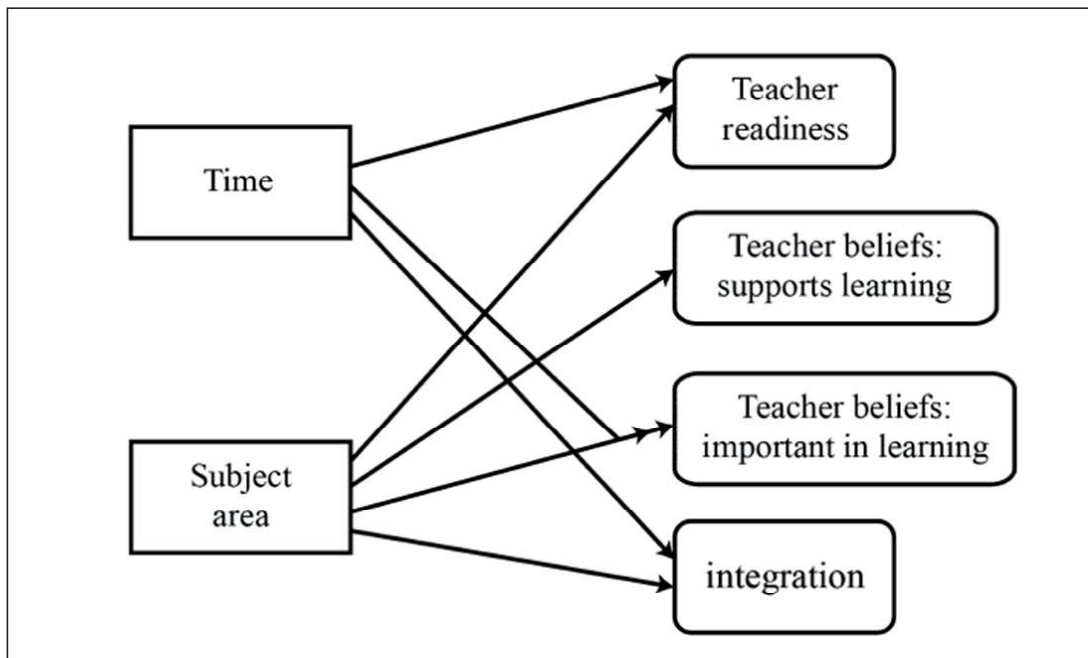 Time
Subject
area
Teacher
readiness
Teacher beliefs:
supports learning
Teacher beliefs:
important in learning
integration